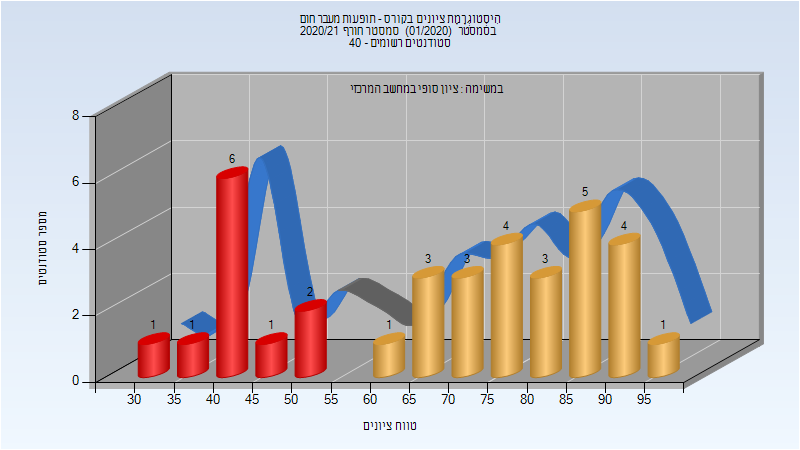 היסטוגרמת ציונים בקורס - תופעות מעבר חום
בסמסטר (01/2020) סמסטר חורף 2020/21
סטודנטים רשומים - 40
במשימה : ציון סופי במחשב המרכזי
מספר סטודנטים
8
6
4
2
0
1
1
6
1
2
1
3
3
4
3
5
4
1
30 35 40 45 50 55 60 65 70 75 80 85 90 95
טווח ציונים